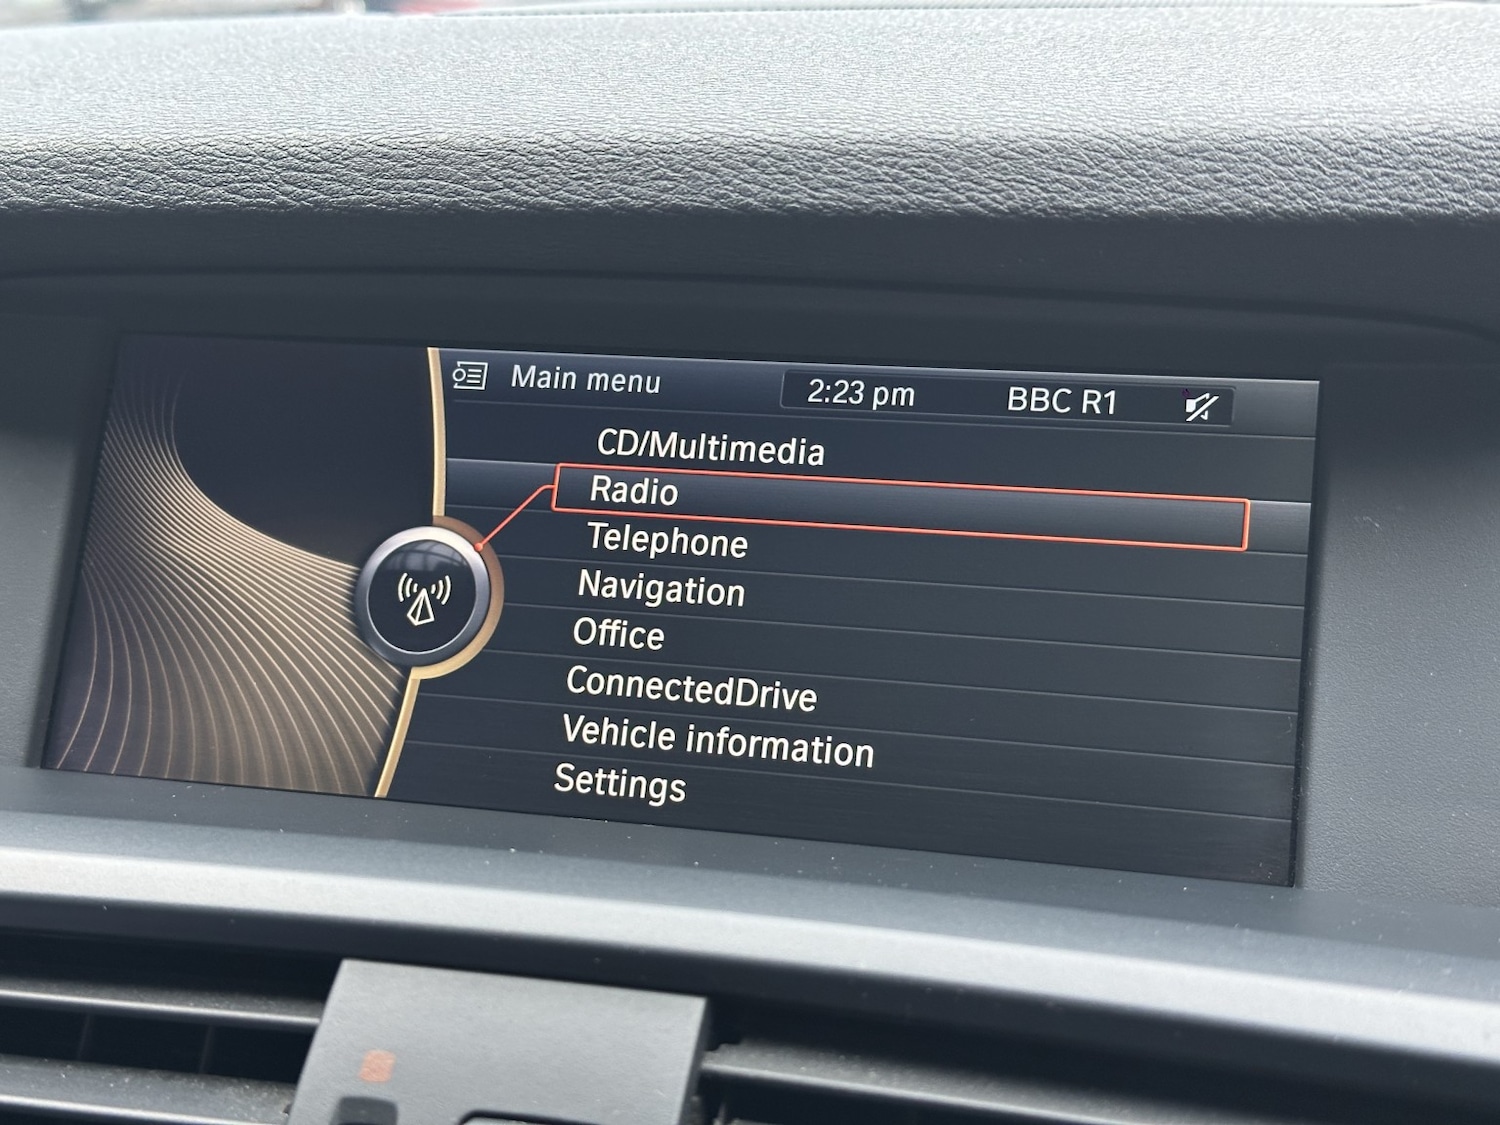 Main menu 2:23 pm BBC R1
CD/Multimedia
Radio
Telephone
Navigation
Office
ConnectedDrive
Vehicle information
Settings